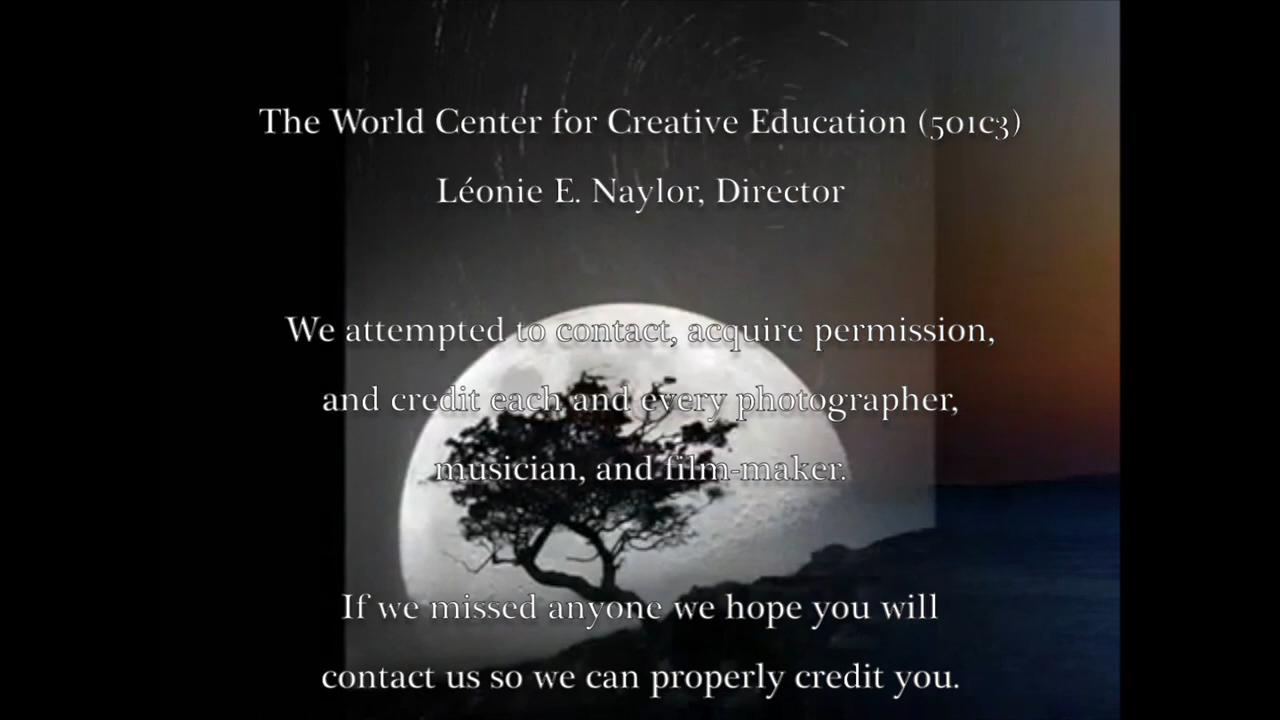 The World Center for Creative Education (501c3)
Léonie E. Naylor, Director
We attempted to contact, acquire permission,
and credit each and every photographer,
musician, and film-maker.
If we missed anyone we hope you will
contact us so we can properly credit you.